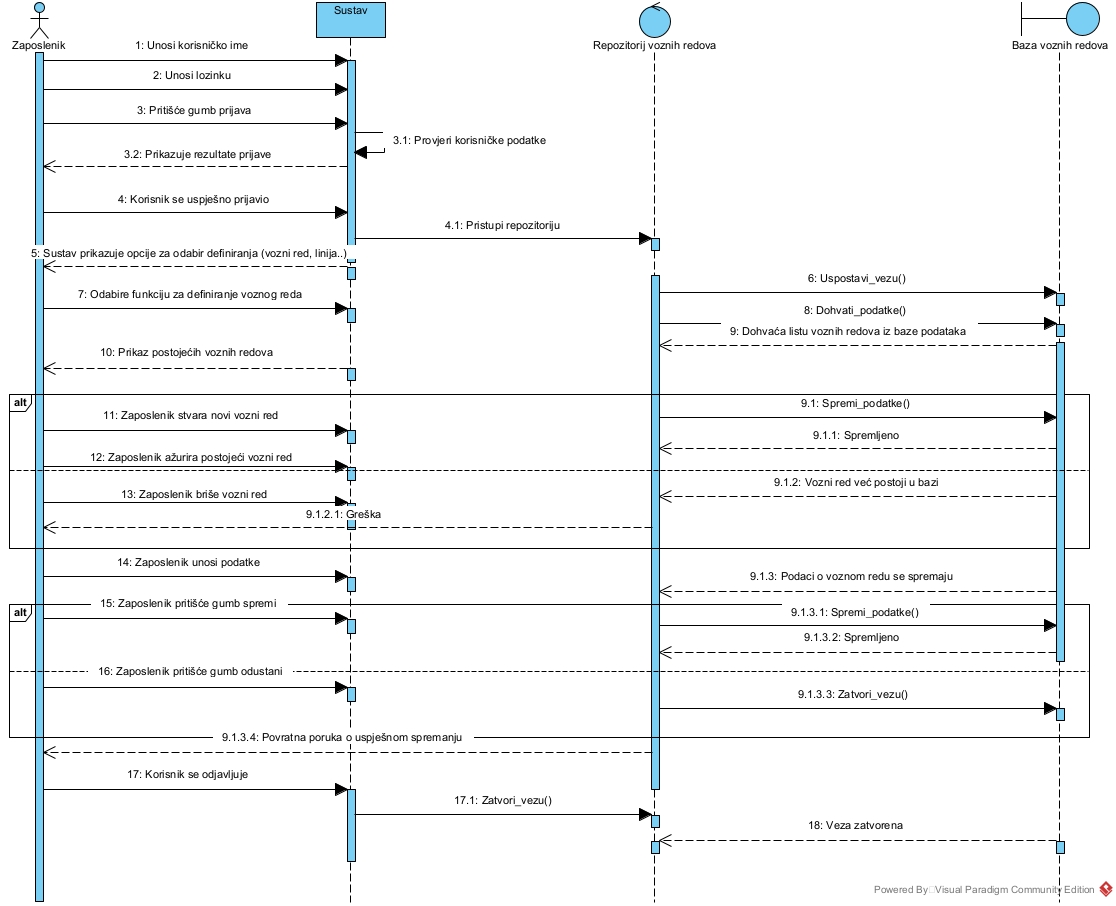 Zaposlenik
Sustav
Repozitorij voznih redova
Baza voznih redova
1: Unosi korisničko ime
2: Unosi lozinku
3: Pritišće gumb prijava
3.1: Provjeri korisničke podatke
3.2: Prikazuje rezultate prijave
4: Korisnik se uspješno prijavio
4.1: Pristupi repozitoriju
5: Sustav prikazuje opcije za odabir definiranja (vozni red, linija..)
6: Uspostavi_vezu()
7: Odabire funkciju za definiranje voznog reda
8: Dohvati_podatke()
9: Dohvaća listu voznih redova iz baze podataka
10: Prikaz postojećih voznih redova
alt
9.1: Spremi_podatke()
11: Zaposlenik stvara novi vozni red
9.1.1: Spremljeno
12: Zaposlenik ažurira postojeći vozni red
9.1.2: Vozni red već postoji u bazi
13: Zaposlenik briše vozni red
9.1.2.1: Greška
14: Zaposlenik unosi podatke
9.1.3: Podaci o voznom redu se spremaju
alt
15: Zaposlenik pritišće gumb spremi
9.1.3.1: Spremi_podatke()
9.1.3.2: Spremljeno
16: Zaposlenik pritišće gumb odustani
9.1.3.3: Zatvori_vezu()
9.1.3.4: Povratna poruka o uspješnom spremanju
17: Korisnik se odjavljuje
17.1: Zatvori_vezu()
18: Veza zatvorena
Powered By Visual Paradigm Community Edition